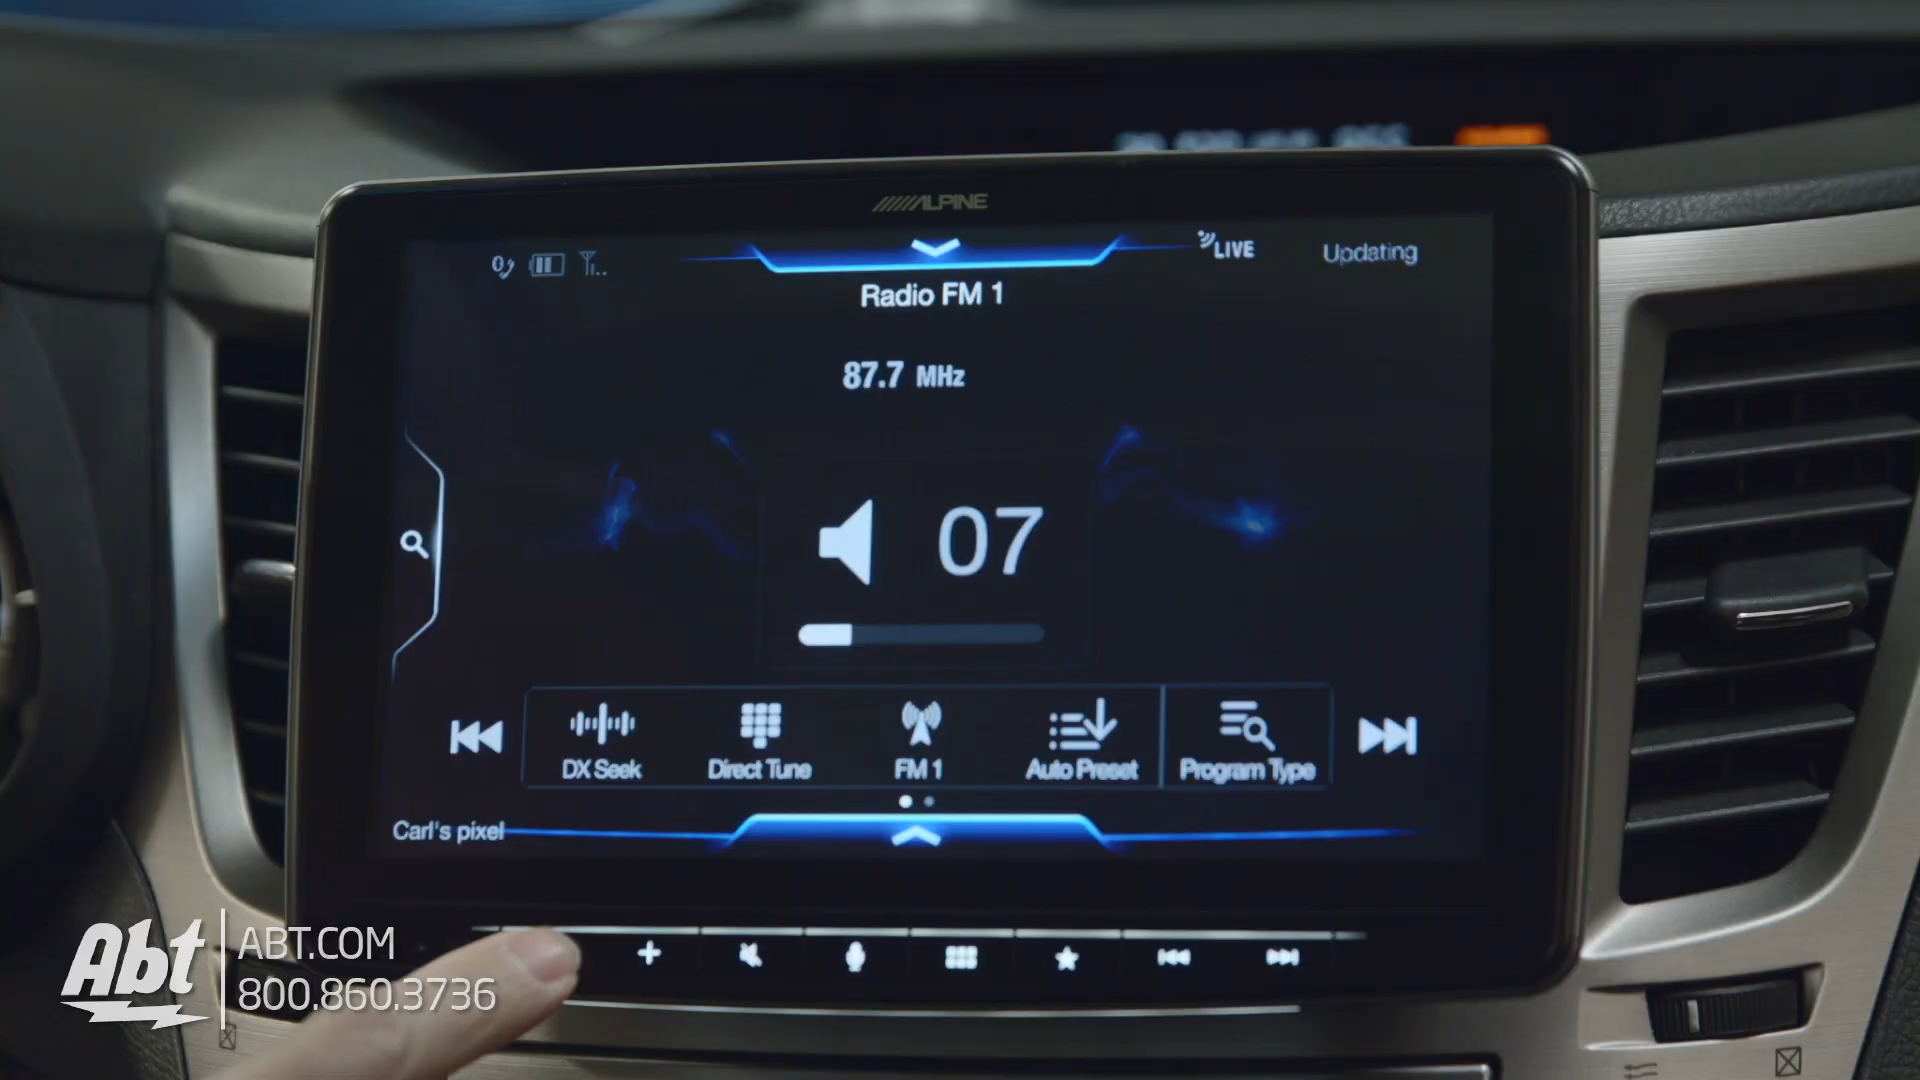 ALPINE
LIVE
Updating
Radio FM 1
87.7 MHz
07
DX Seek
Direct Tune
FM 1
Auto Preset
Program Type
Carl's pixel
Abt
ABT.COM
800.860.3736